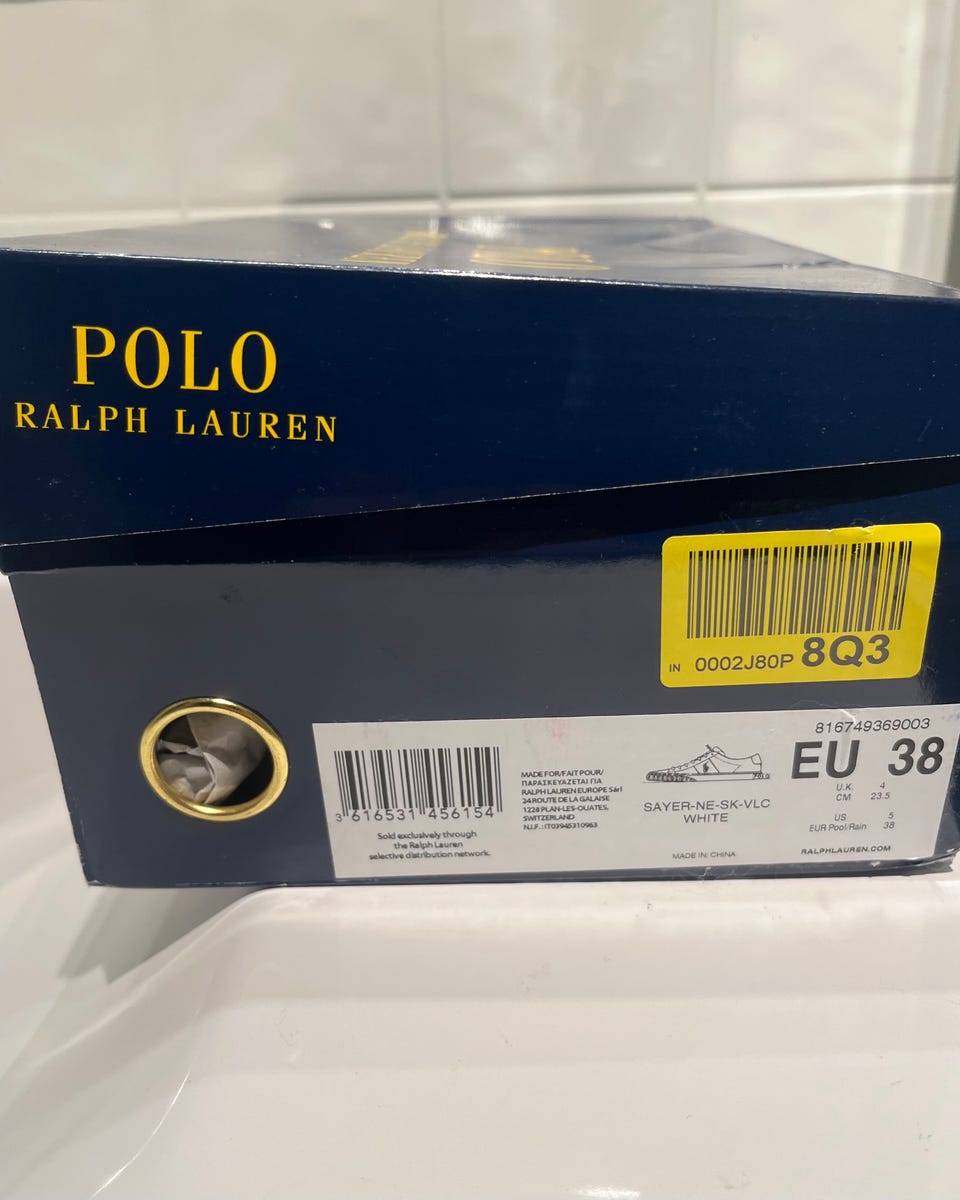 POLO
RALPH LAUREN
IN 0002J80P 8Q3
816749369003
EU 38
U.K. 4
CM 23.5
US 5
EUR Pool/Rain 38
RALPHLAUREN.COM
SAYER-NE-SK-VLC
WHITE
MADE IN: CHINA
MADE FOR/FAIT POUR/
ΠΑΡΑΣΚΕΥΑΖΕΤΑΙ ΓΙΑ
RALPH LAUREN EUROPE Sàrl
24 ROUTE DE LA GALAISE
1228 PLAN-LES-OUATES,
SWITZERLAND
N.I.F.: IT03945310963
3 616531 456154
Sold exclusively through
the Ralph Lauren
selective distribution network.